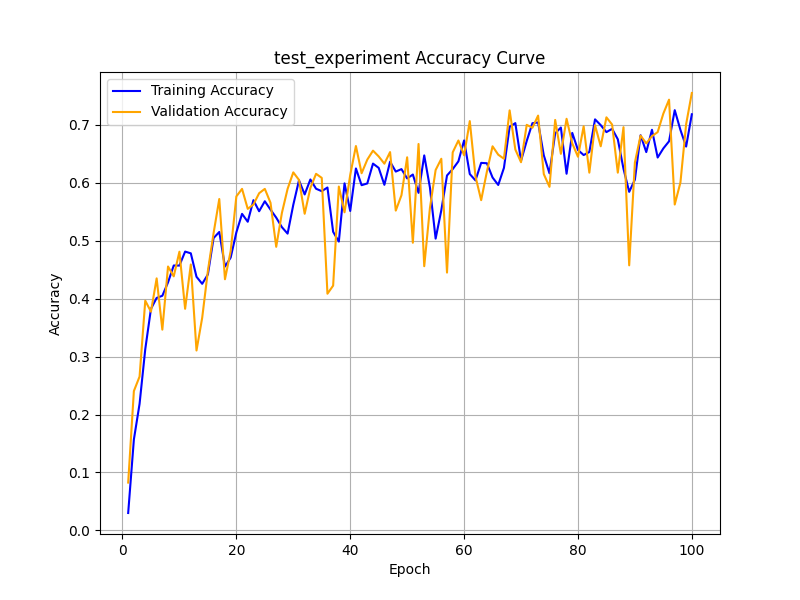 test_experiment Accuracy Curve
Training Accuracy
Validation Accuracy
Accuracy
0.7
0.6
0.5
0.4
0.3
0.2
0.1
0.0
0 20 40 60 80 100
Epoch